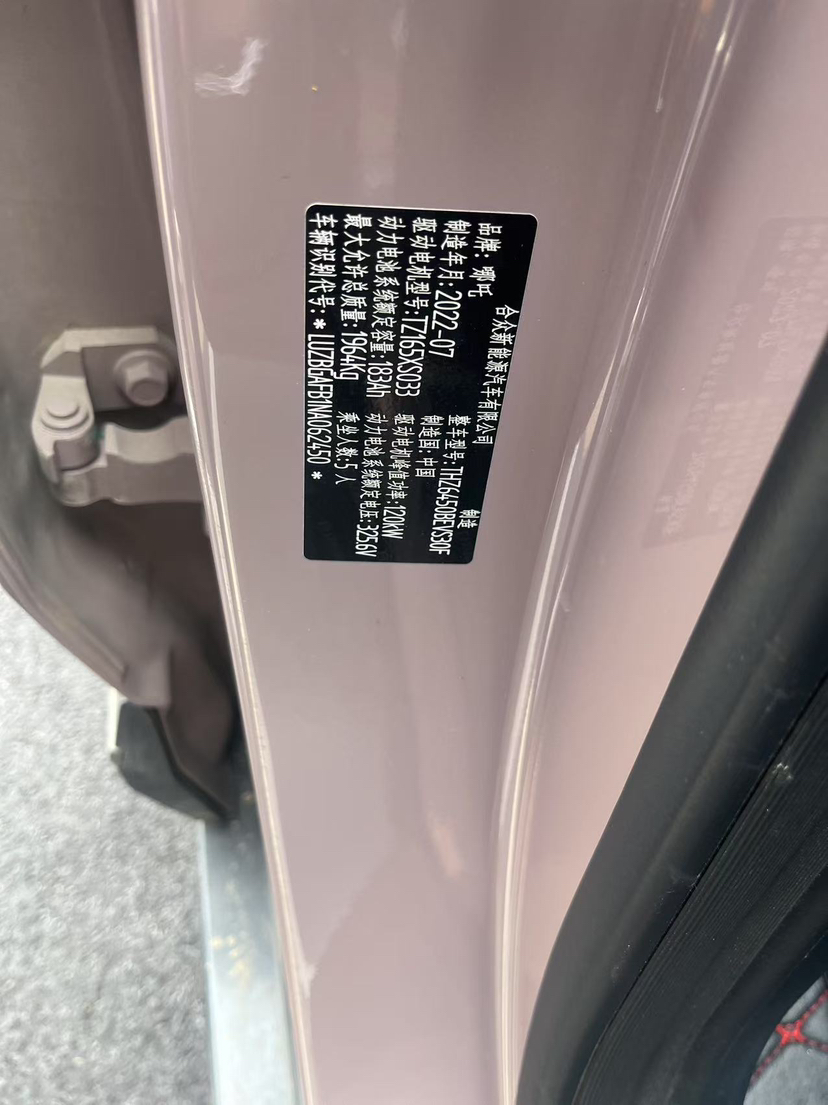 合众新能源汽车有限公司 制造
品牌：哪吒 整车型号：THZ6450BEVS30F
制造年月：2022-07 制造国：中国
驱动电机型号：TZ165XS033 驱动电机峰值功率：120kW
动力电池系统额定容量：183Ah 动力电池系统额定电压：325.6V
最大允许总质量：1964Kg 乘坐人数：5 人
车辆识别代号：* LUZBGAFB1NA062450 *